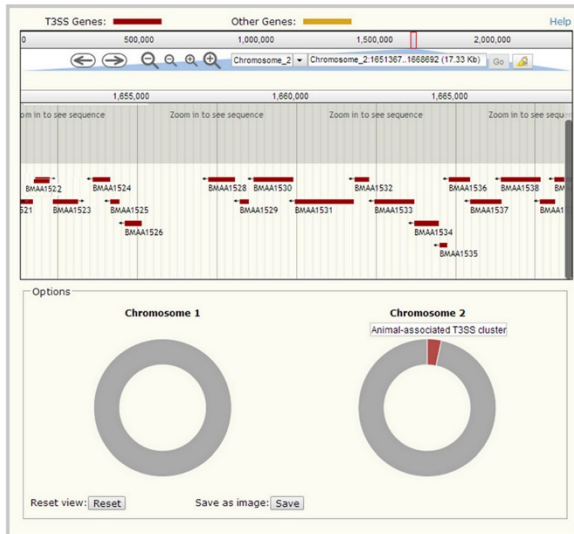 T3SS Genes: Other Genes: Help
0 500,000 1,000,000 1,500,000 2,000,000
Chromosome_2 Chromosome_2:1651367..1668692 (17.33 Kb) Go
1,655,000 1,660,000 1,665,000
om in to see sequence Zoom in to see sequence Zoom in to see sequence Zoom in to see sequ
BMAA1522 BMAA1524 BMAA1528 BMAA1530 BMAA1532 BMAA1536 BMAA1538 BMA
521 BMAA1523 BMAA1525 BMAA1529 BMAA1531 BMAA1533 BMAA1537 BMAA1
BMAA1526 BMAA1534
BMAA1535
Options
Chromosome 1 Chromosome 2
Animal-associated T3SS cluster
Reset view: Reset Save as image: Save